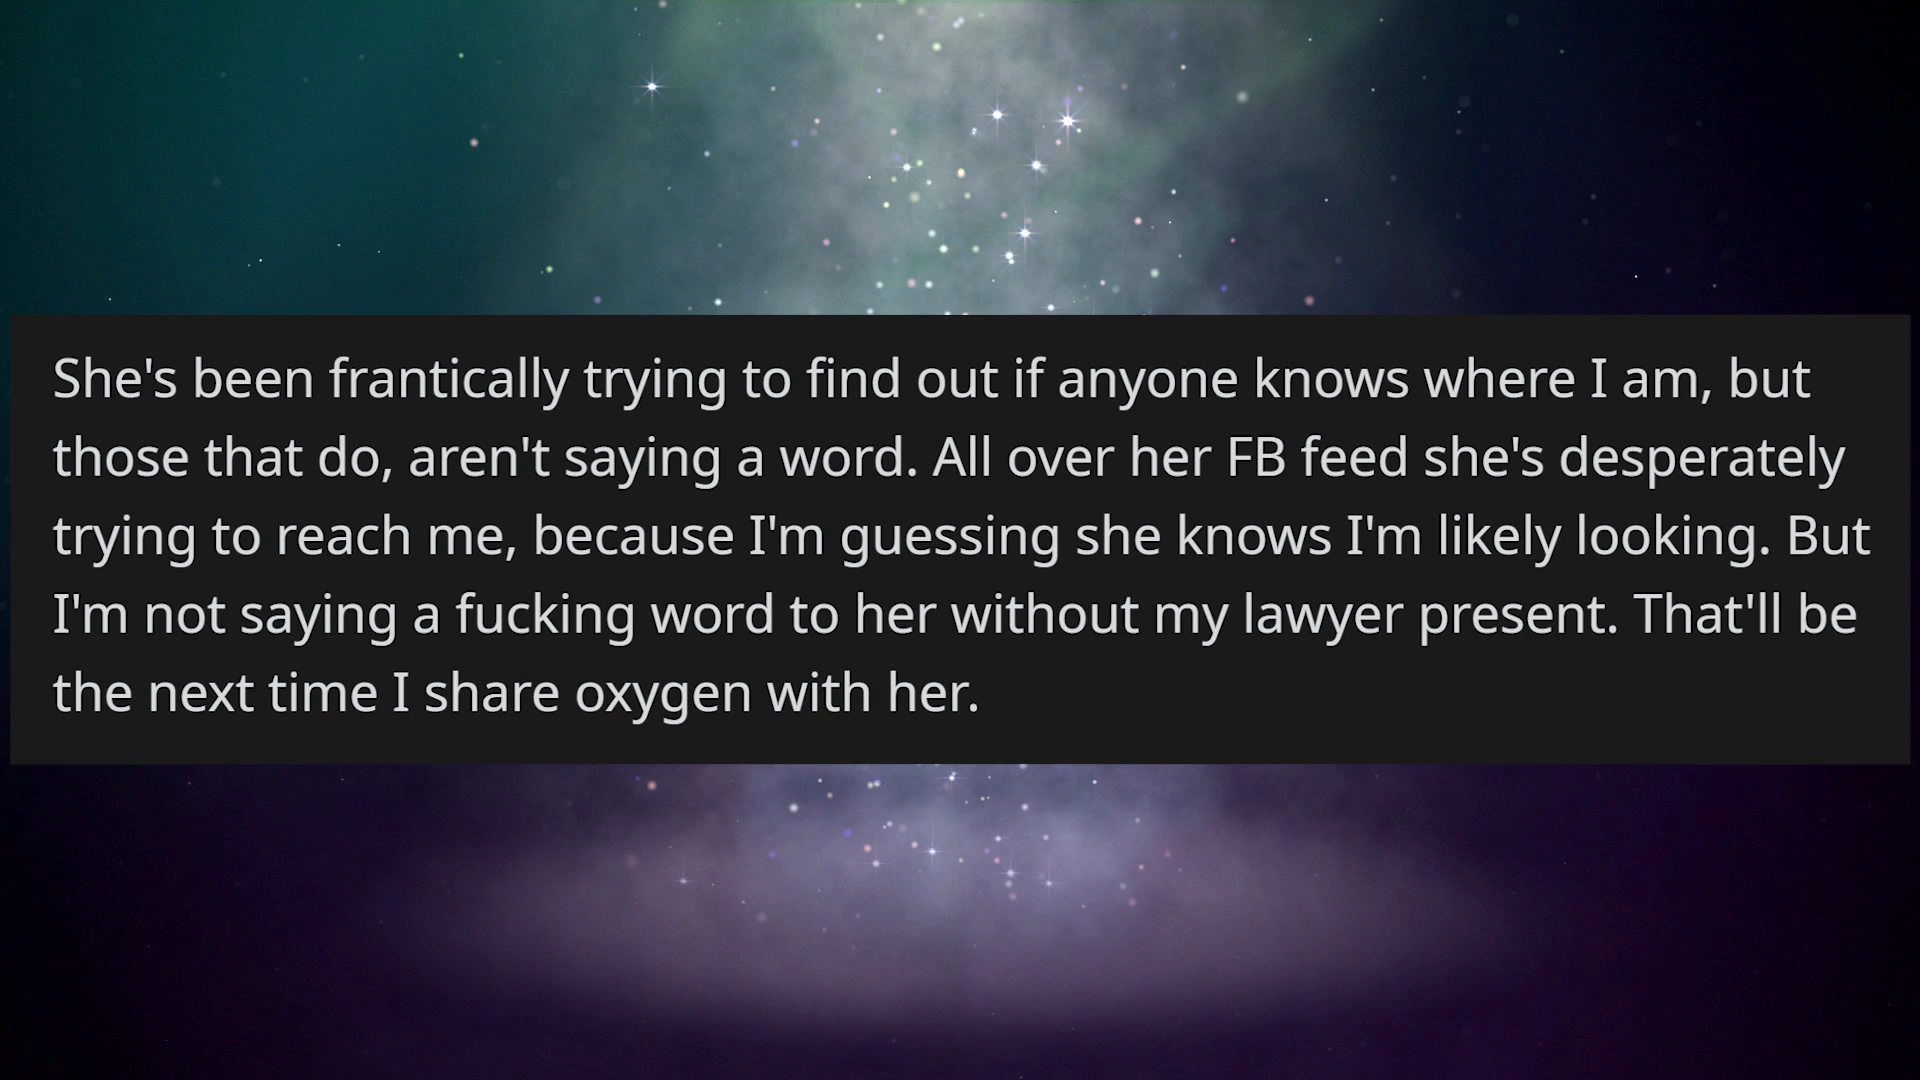 She's been frantically trying to find out if anyone knows where I am, but
those that do, aren't saying a word. All over her FB feed she's desperately
trying to reach me, because I'm guessing she knows I'm likely looking. But
I'm not saying a fucking word to her without my lawyer present. That'll be
the next time I share oxygen with her.